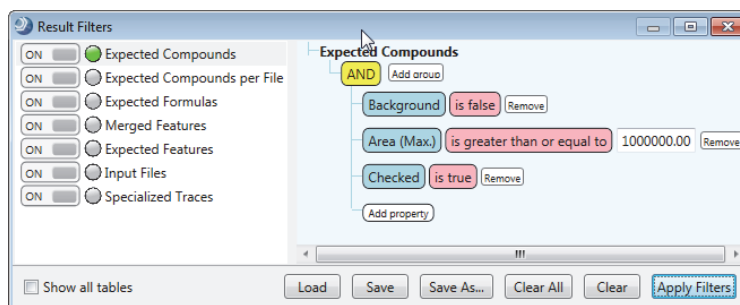 Result Filters
ON Expected Compounds
ON Expected Compounds per File
ON Expected Formulas
ON Merged Features
ON Expected Features
ON Input Files
ON Specialized Traces
Expected Compounds
AND Add group
Background is false Remove
Area (Max.) is greater than or equal to 1000000.00 Remove
Checked is true Remove
Add property
Show all tables Load Save Save As... Clear All Clear Apply Filters